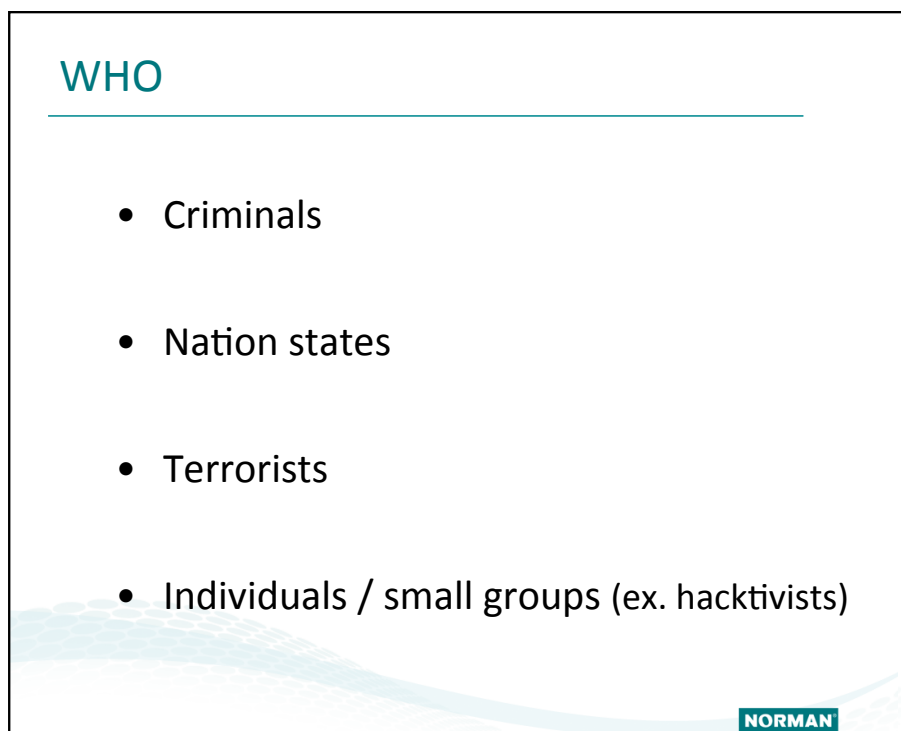 WHO
• Criminals
• Nation states
• Terrorists
• Individuals / small groups (ex. hacktivists)
NORMAN®